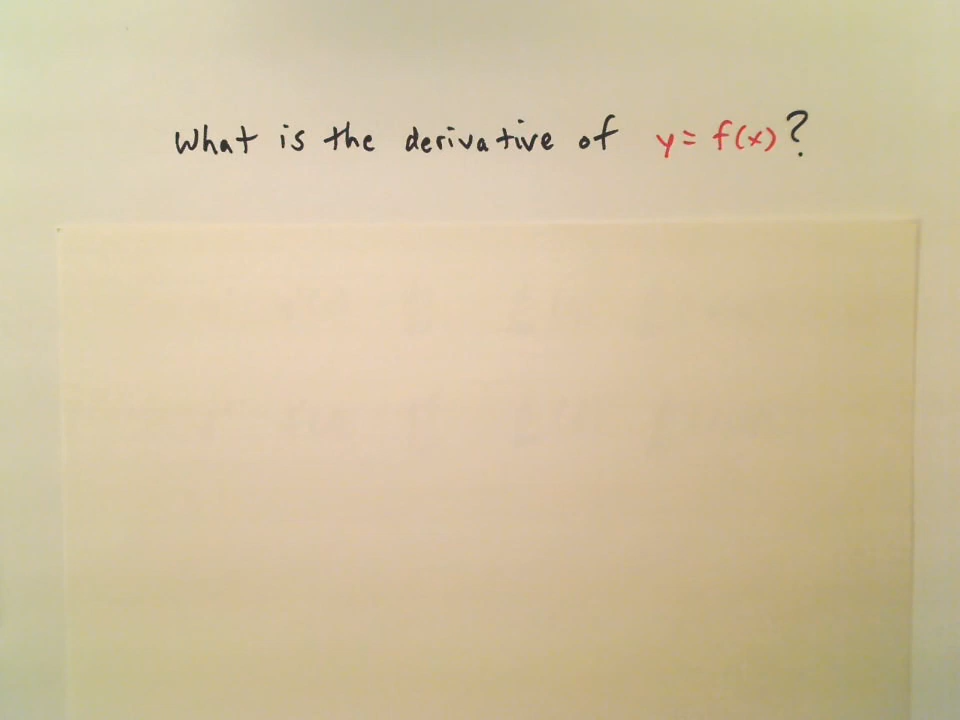 What is the derivative of y = f(x)?